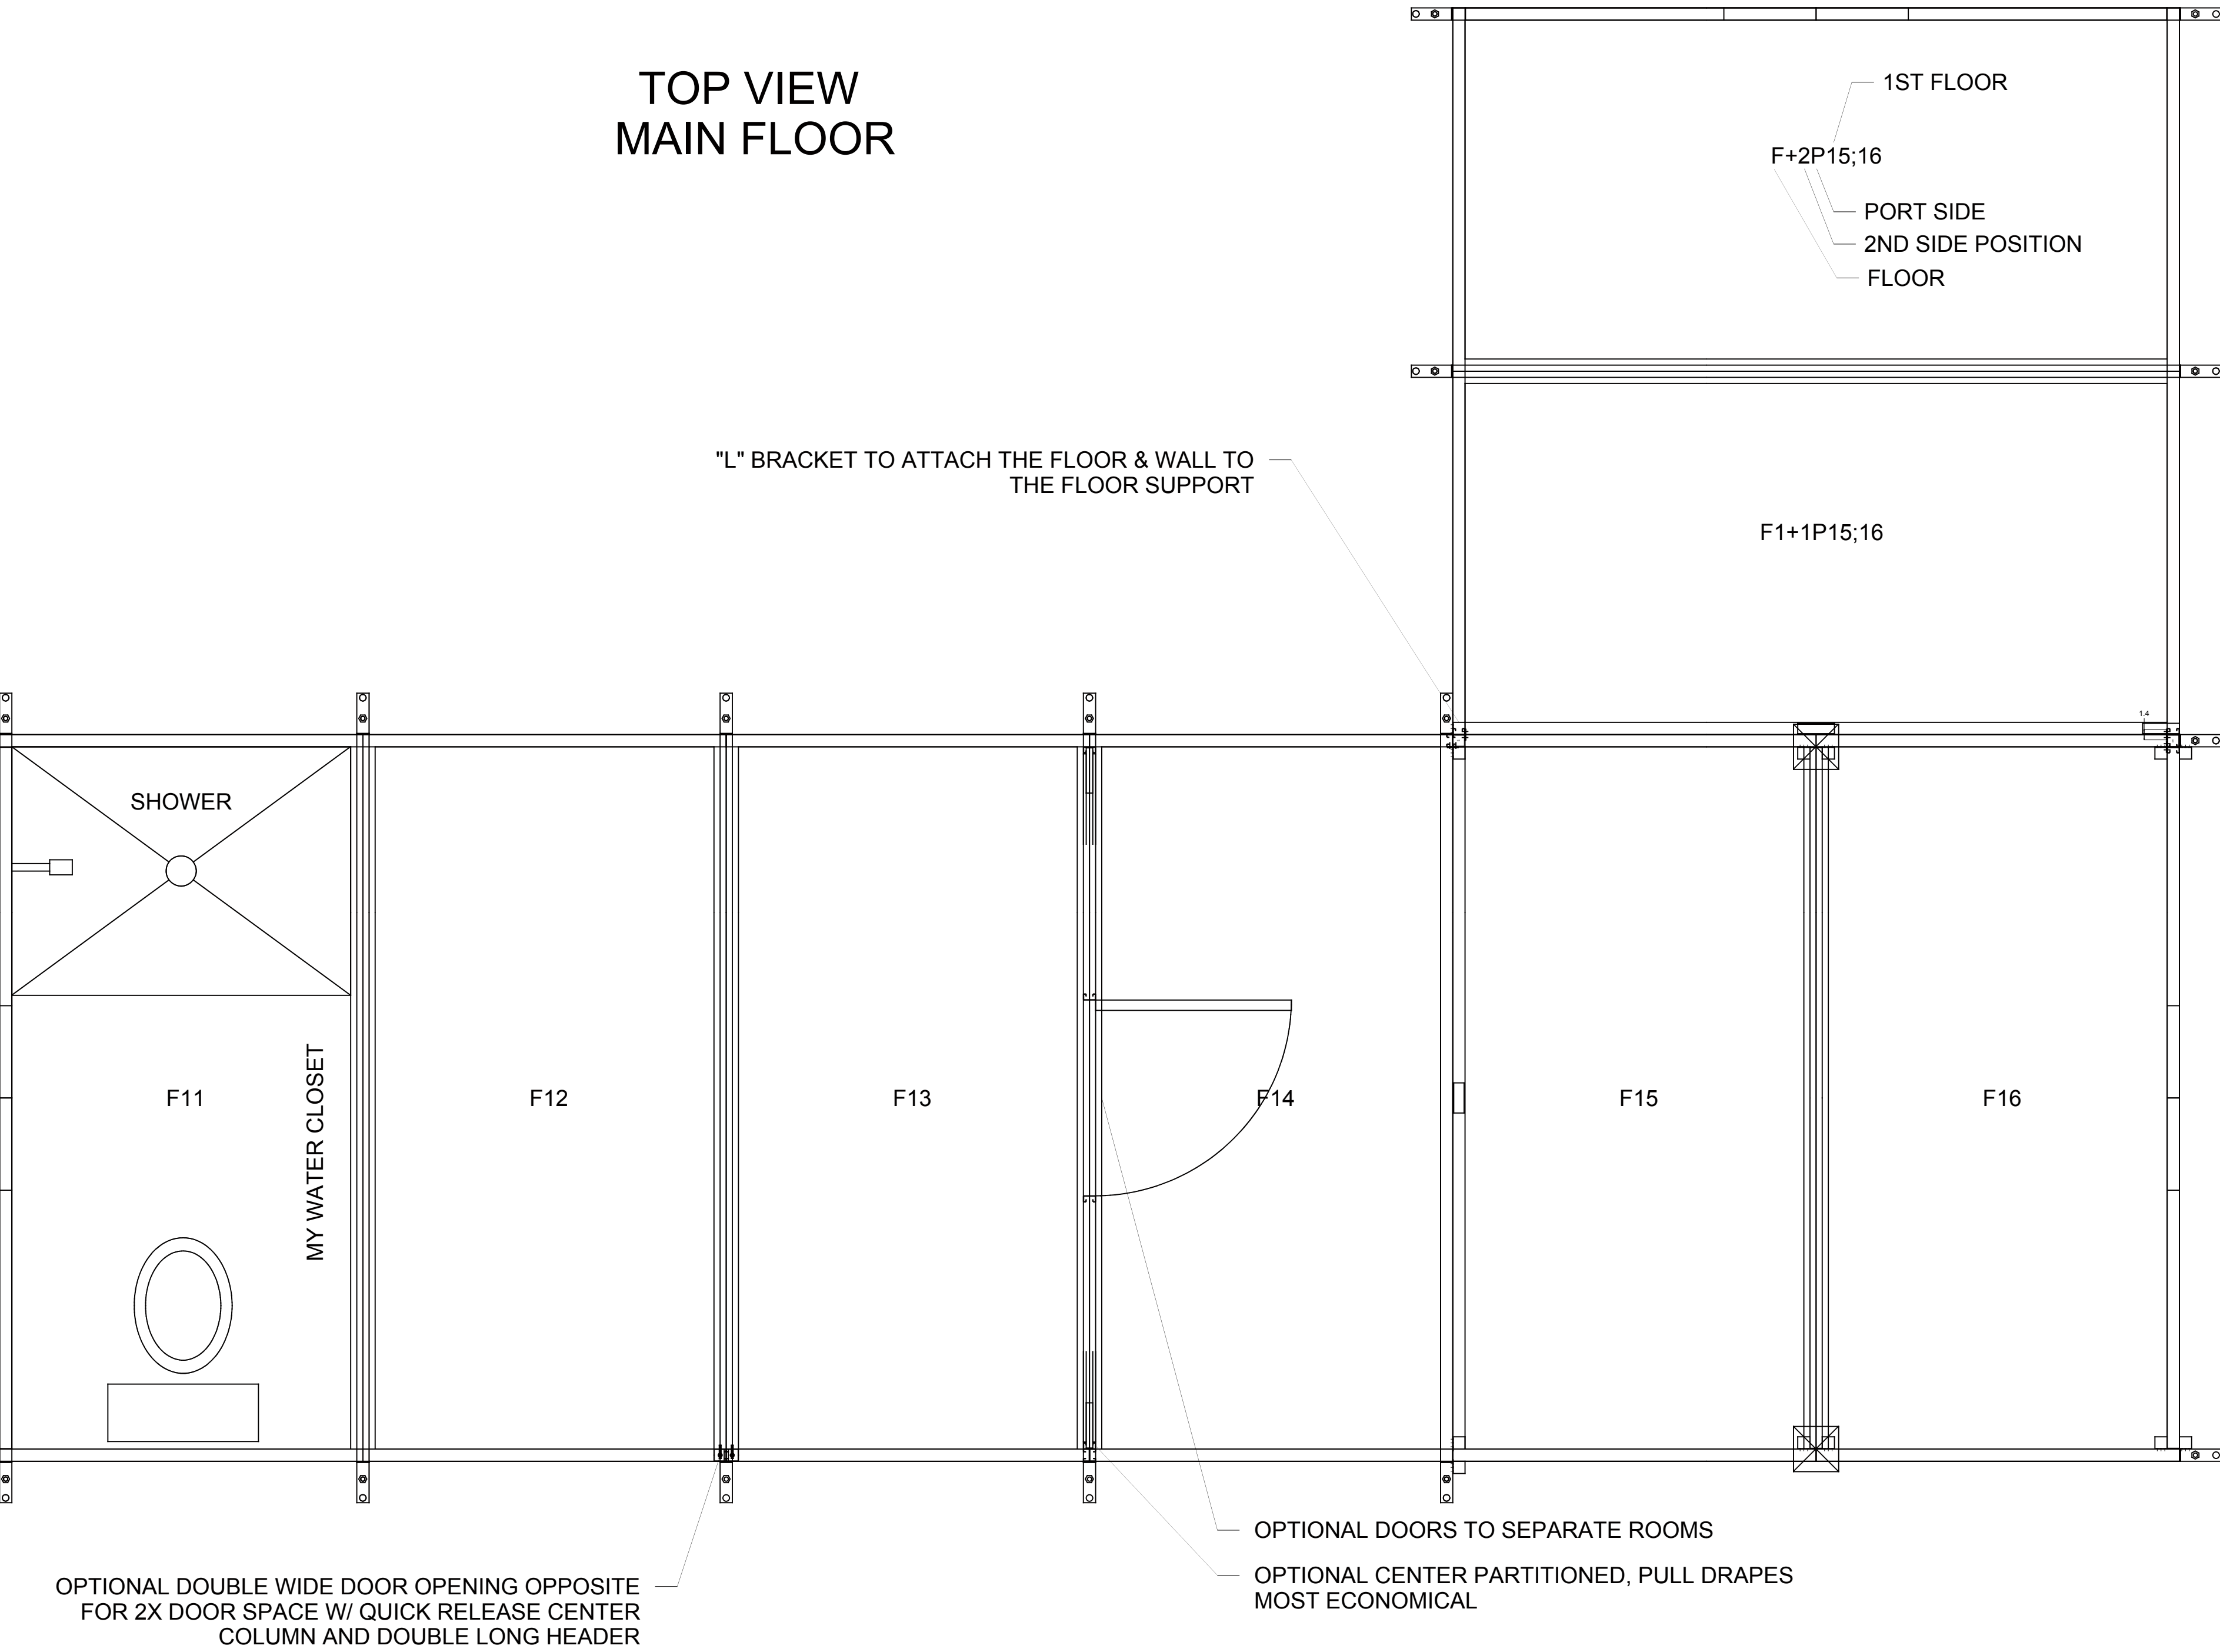 TOP VIEW
MAIN FLOOR
1ST FLOOR
F+2P15;16
PORT SIDE
2ND SIDE POSITION
FLOOR
"L" BRACKET TO ATTACH THE FLOOR & WALL TO
THE FLOOR SUPPORT
F1+1P15;16
1.4
SHOWER
MY WATER CLOSET
F11
F12
F13
F14
F15
F16
OPTIONAL DOORS TO SEPARATE ROOMS
OPTIONAL CENTER PARTITIONED, PULL DRAPES
MOST ECONOMICAL
OPTIONAL DOUBLE WIDE DOOR OPENING OPPOSITE
FOR 2X DOOR SPACE W/ QUICK RELEASE CENTER
COLUMN AND DOUBLE LONG HEADER